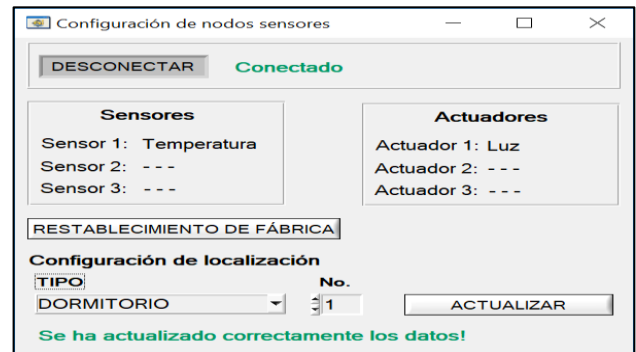 Configuración de nodos sensores
DESCONECTAR Conectado
Sensores
Sensor 1: Temperatura
Sensor 2: - - -
Sensor 3: - - -
Actuadores
Actuador 1: Luz
Actuador 2: - - -
Actuador 3: - - -
RESTABLECIMIENTO DE FÁBRICA
Configuración de localización
TIPO No.
DORMITORIO 1 ACTUALIZAR
Se ha actualizado correctamente los datos!